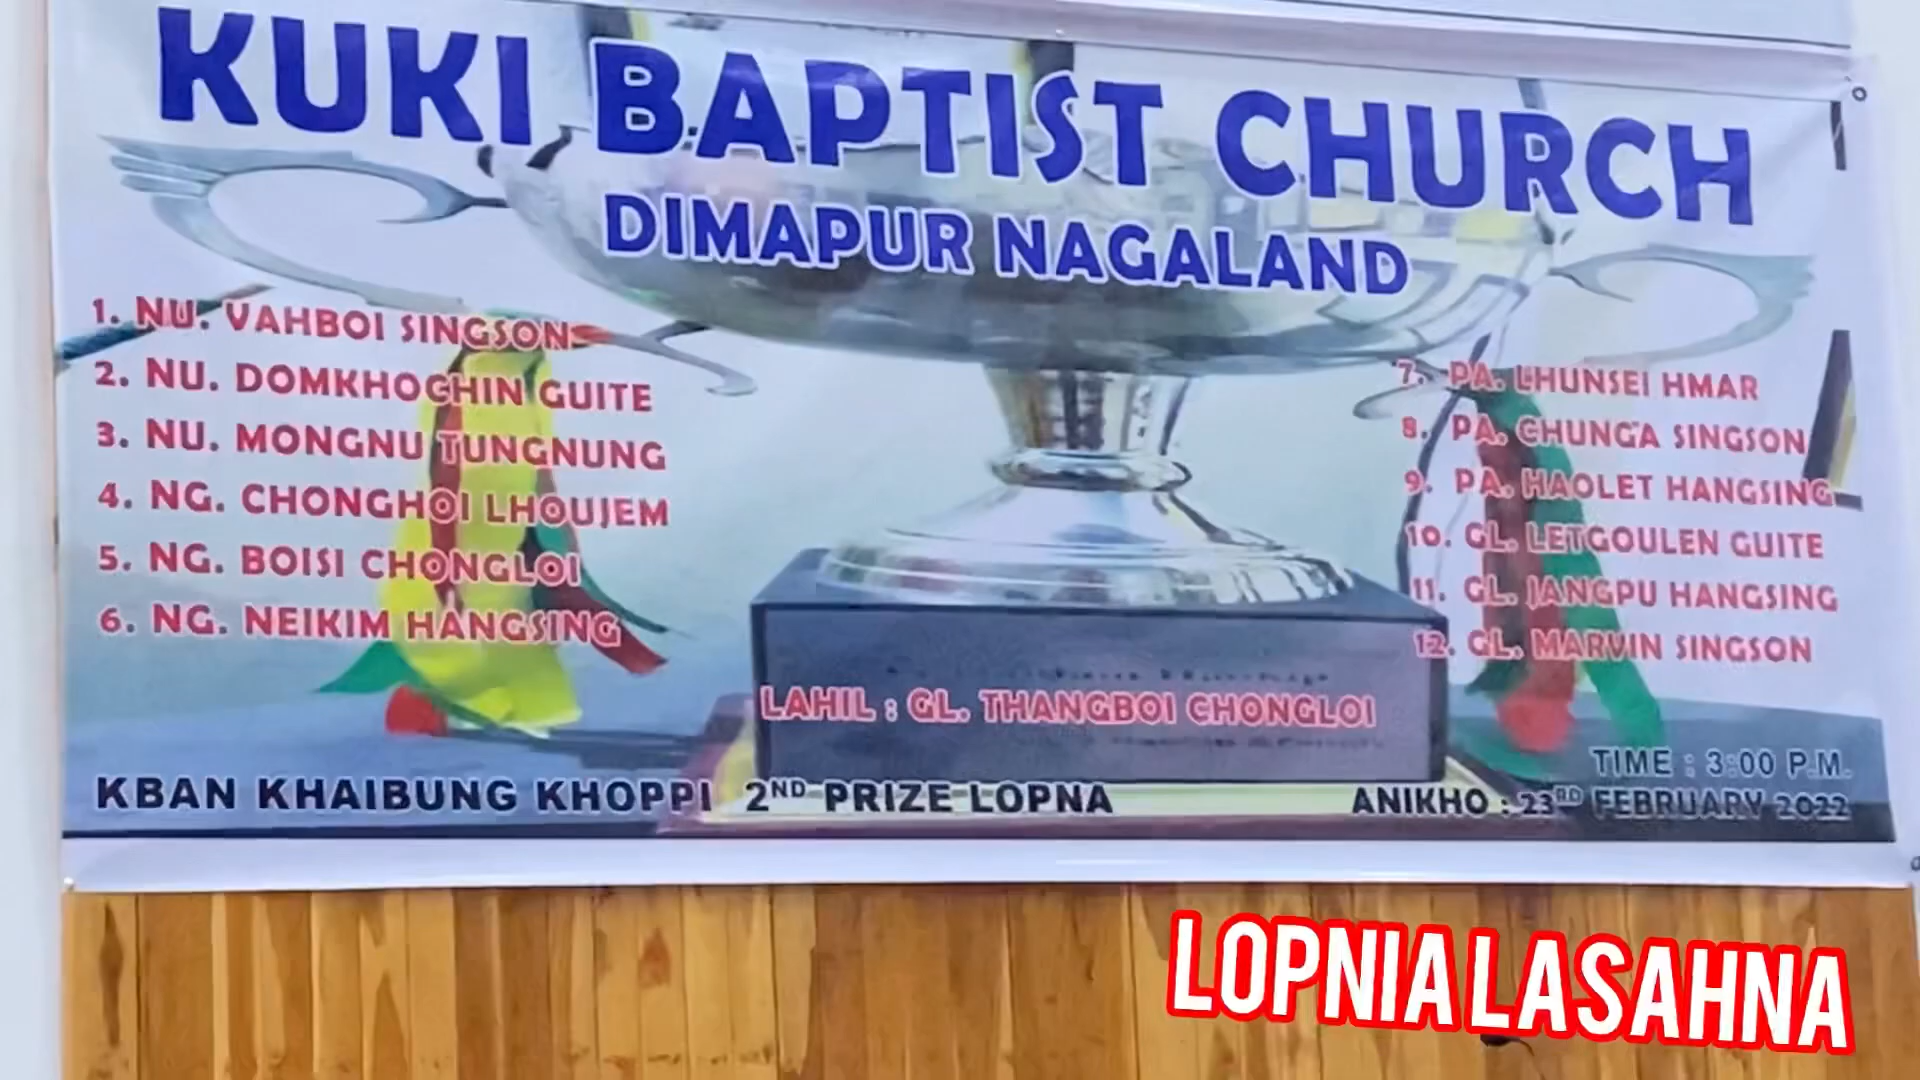 KUKI BAPTIST CHURCH
DIMAPUR NAGALAND
1. NU. VAHBOI SINGSON
2. NU. DOMKHOCHIN GUITE
3. NU. MONGNU TUNGNUNG
4. NG. CHONGHOI LHOUJEM
5. NG. BOISI CHONGLOI
6. NG. NEIKIM HANGSING
7. PA. LHUNSEI HMAR
8. PA. CHUNGA SINGSON
9. PA. HAOLET HANGSING
10. GL. LETGOULEN GUITE
11. GL. JANGPU HANGSING
12. GL. MARVIN SINGSON
LAHIL : GL. THANGBOI CHONGLOI
TIME : 3:00 P.M.
KBAN KHAIBUNG KHOPPI 2ND PRIZE LOPNA
ANIKHO : 23RD FEBRUARY 2022
LOPNIA LASAHNA